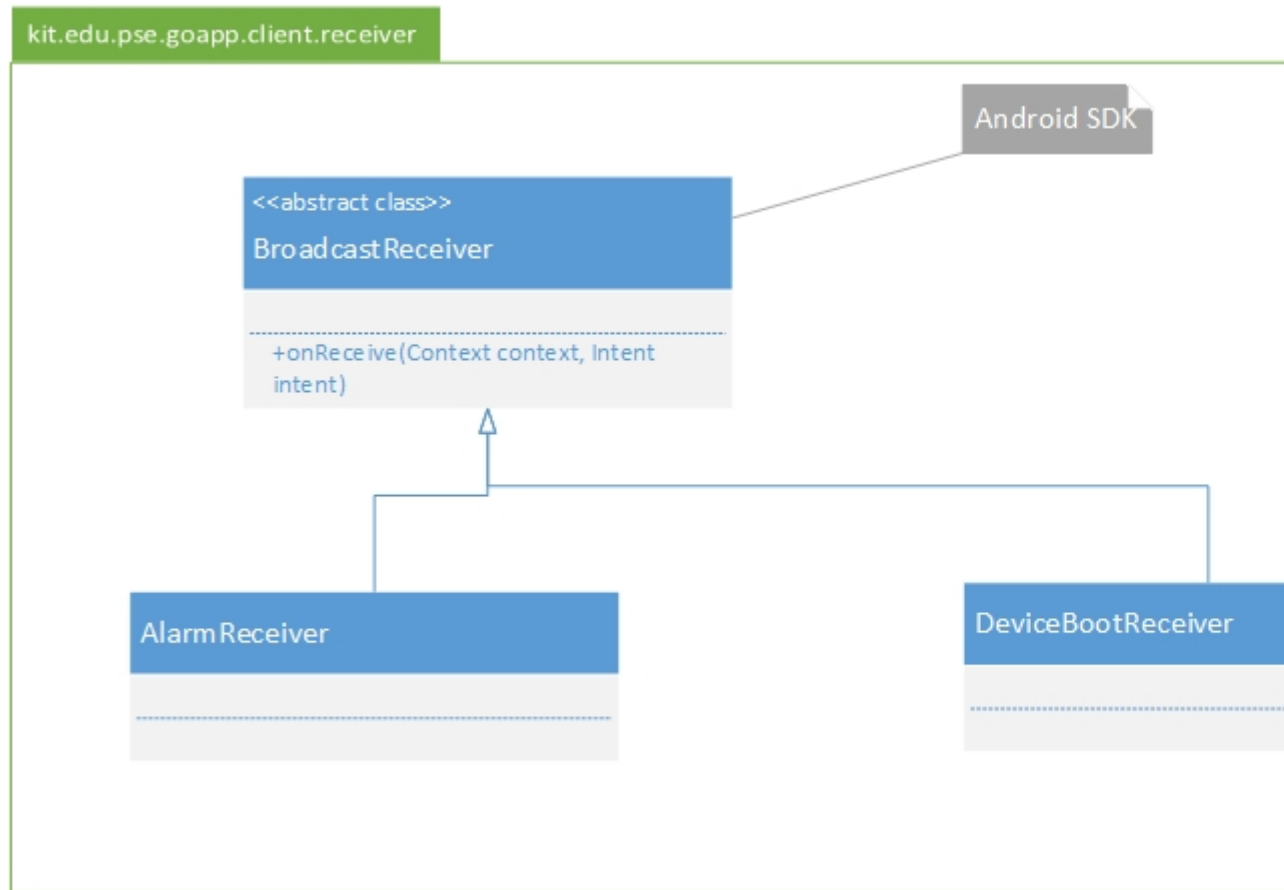 kit.edu.pse.goapp.client.receiver
Android SDK
<<abstract class>>
BroadcastReceiver
+onReceive(Context context, Intent
intent)
AlarmReceiver
DeviceBootReceiver